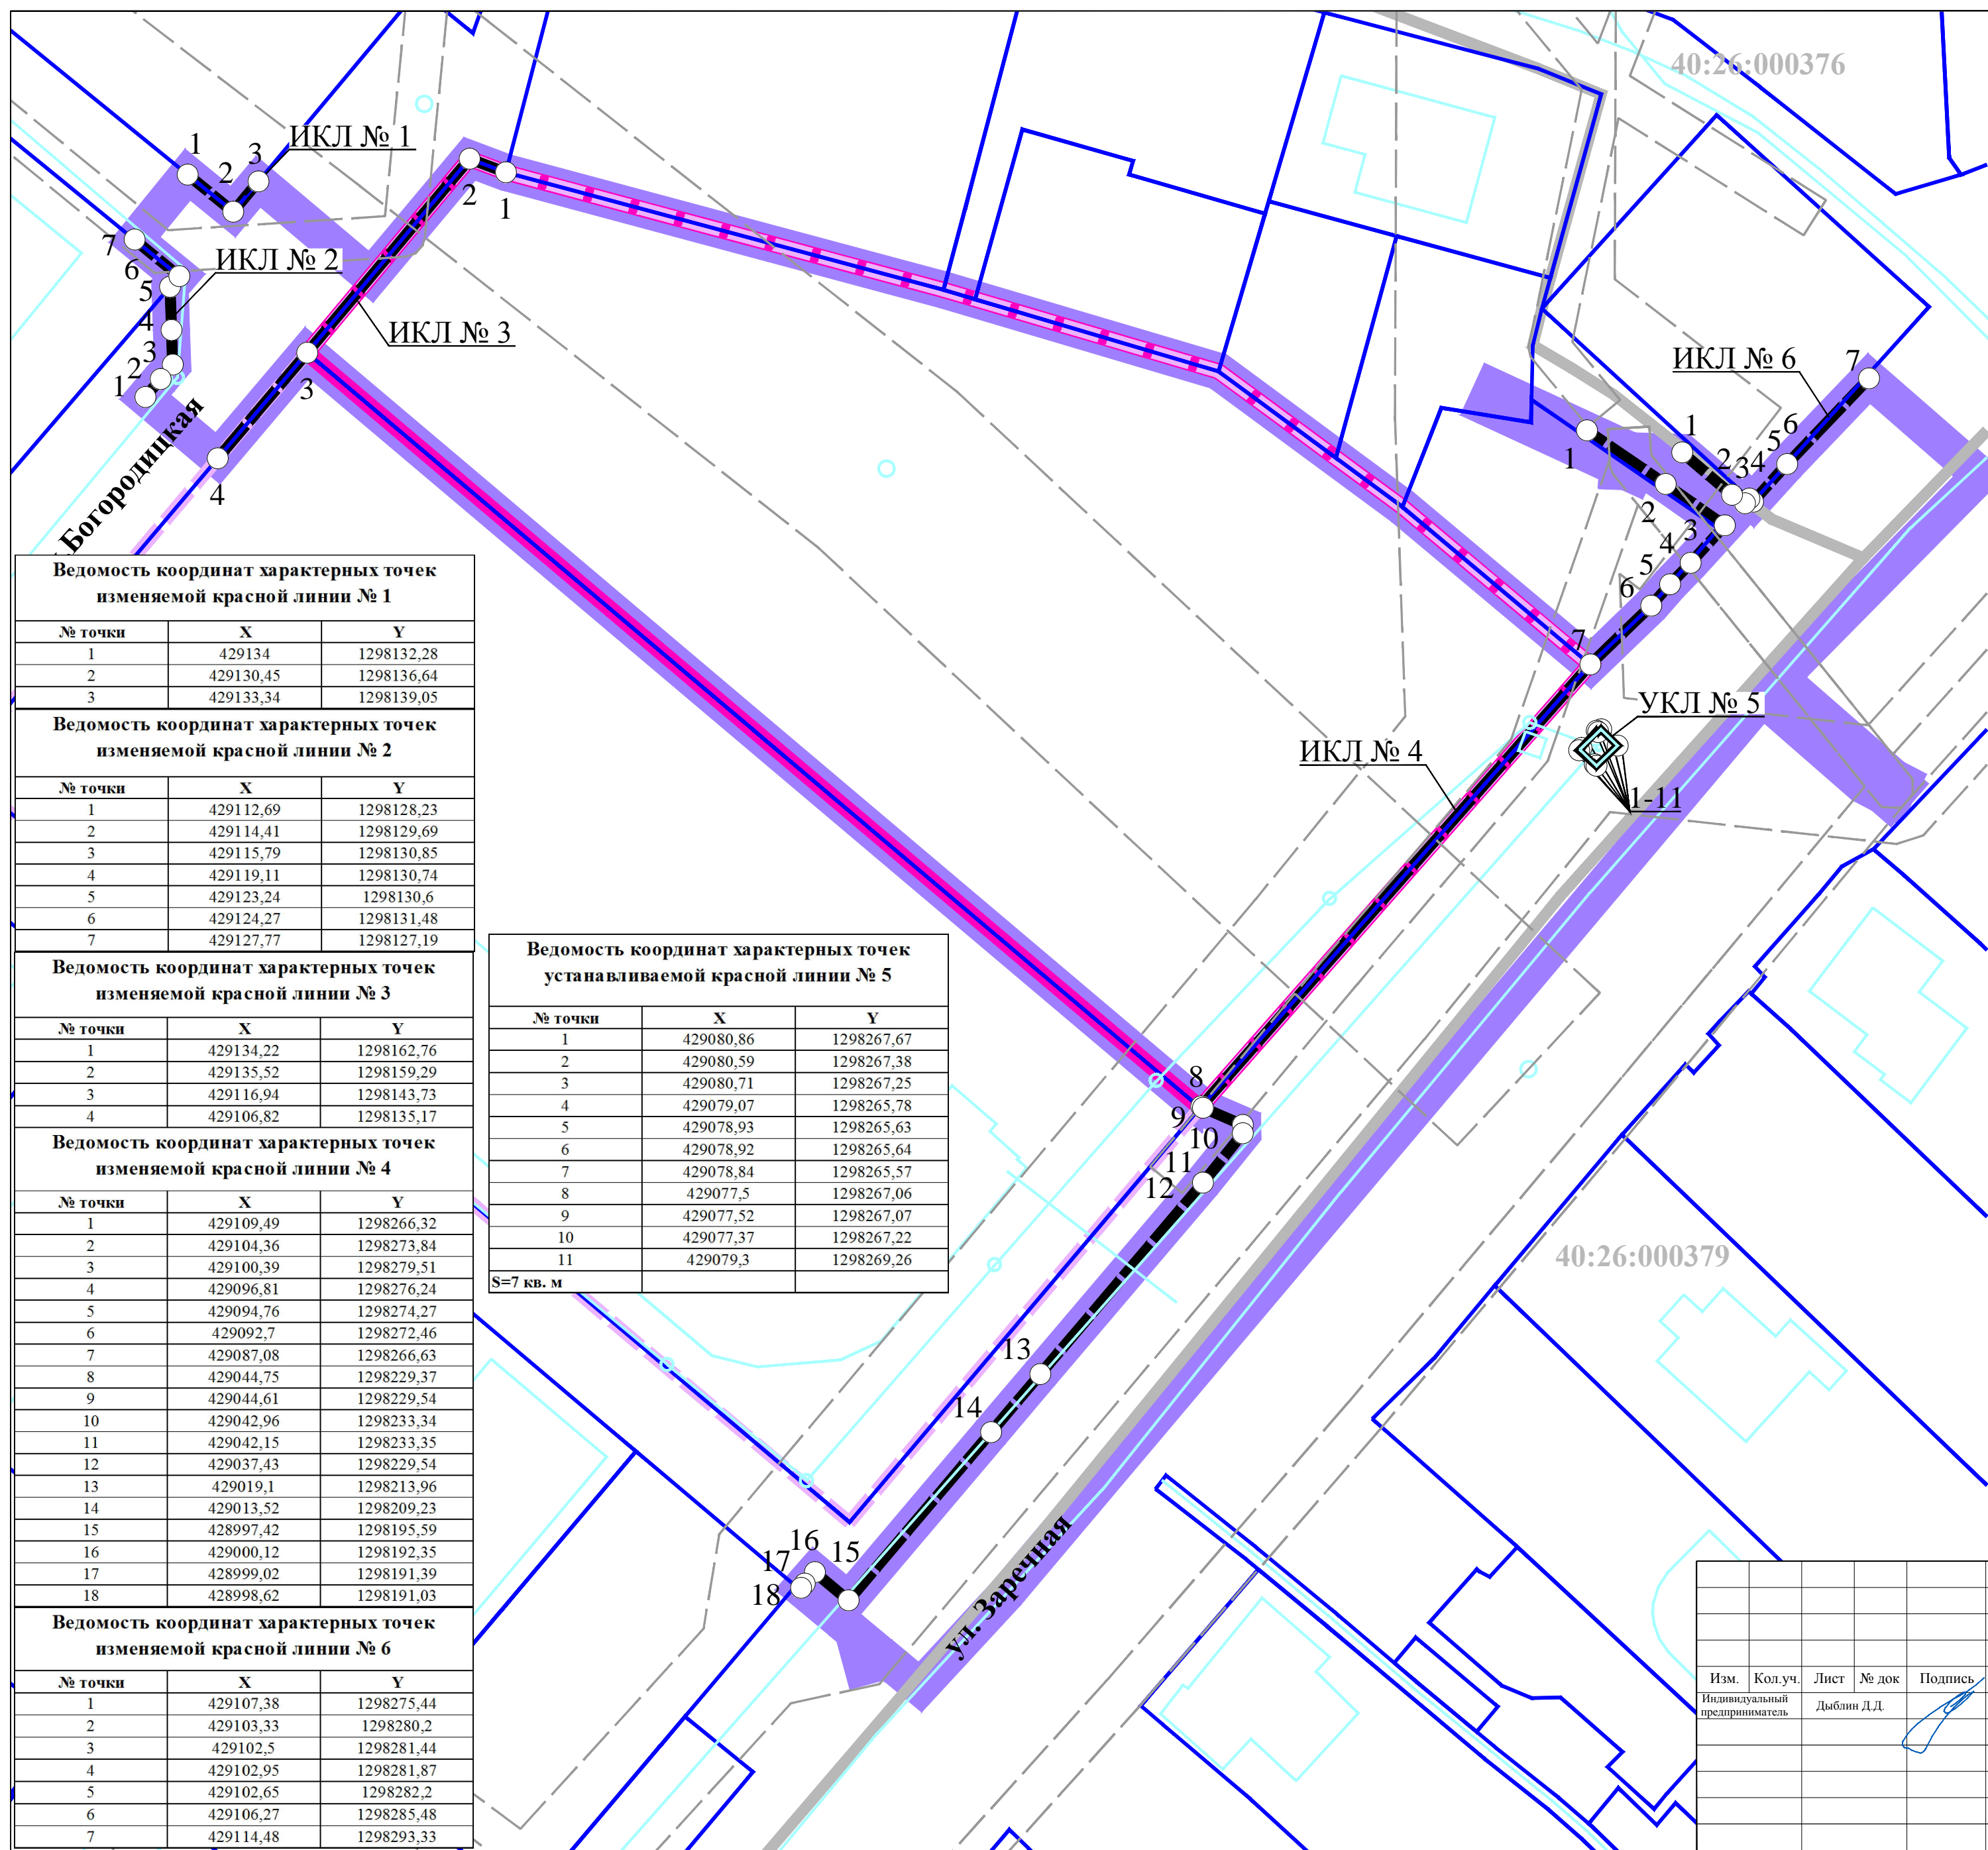 40:26:000376
ИКЛ № 1
1
2
3
ИКЛ № 2
7
6
5
4
3
2
1
ИКЛ № 3
2
1
3
4
ИКЛ № 6
7
1
6
5
2
3
4
1
2
3
4
5
6
7
УКЛ № 5
ИКЛ № 4
1-11
.Богородицкая
8
9
10
11
12
13
14
15
16
17
18
40:26:000379
ул. Заречная
Ведомость координат характерных точек
изменяемой красной линии № 1
№ точки X Y
1 429134 1298132,28
2 429130,45 1298136,64
3 429133,34 1298139,05
Ведомость координат характерных точек
изменяемой красной линии № 2
№ точки X Y
1 429112,69 1298128,23
2 429114,41 1298129,69
3 429115,79 1298130,85
4 429119,11 1298130,74
5 429123,24 1298130,6
6 429124,27 1298131,48
7 429127,77 1298127,19
Ведомость координат характерных точек
изменяемой красной линии № 3
№ точки X Y
1 429134,22 1298162,76
2 429135,52 1298159,29
3 429116,94 1298143,73
4 429106,82 1298135,17
Ведомость координат характерных точек
изменяемой красной линии № 4
№ точки X Y
1 429109,49 1298266,32
2 429104,36 1298273,84
3 429100,39 1298279,51
4 429096,81 1298276,24
5 429094,76 1298274,27
6 429092,7 1298272,46
7 429087,08 1298266,63
8 429044,75 1298229,37
9 429044,61 1298229,54
10 429042,96 1298233,34
11 429042,15 1298233,35
12 429037,43 1298229,54
13 429019,1 1298213,96
14 429013,52 1298209,23
15 428997,42 1298195,59
16 429000,12 1298192,35
17 428999,02 1298191,39
18 428998,62 1298191,03
Ведомость координат характерных точек
изменяемой красной линии № 6
№ точки X Y
1 429107,38 1298275,44
2 429103,33 1298280,2
3 429102,5 1298281,44
4 429102,95 1298281,87
5 429102,65 1298282,2
6 429106,27 1298285,48
7 429114,48 1298293,33
Ведомость координат характерных точек
устанавливаемой красной линии № 5
№ точки X Y
1 429080,86 1298267,67
2 429080,59 1298267,38
3 429080,71 1298267,25
4 429079,07 1298265,78
5 429078,93 1298265,63
6 429078,92 1298265,64
7 429078,84 1298265,57
8 429077,5 1298267,06
9 429077,52 1298267,07
10 429077,37 1298267,22
11 429079,3 1298269,26
S=7 кв. м
Изм. Кол.уч. Лист № док Подпись
Индивидуальный
предприниматель Дыблин Д.Д.